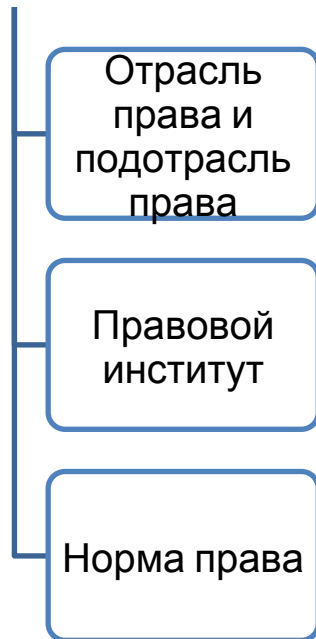 Отрасль
права и
подотрасль
права
Правовой
институт
Норма права